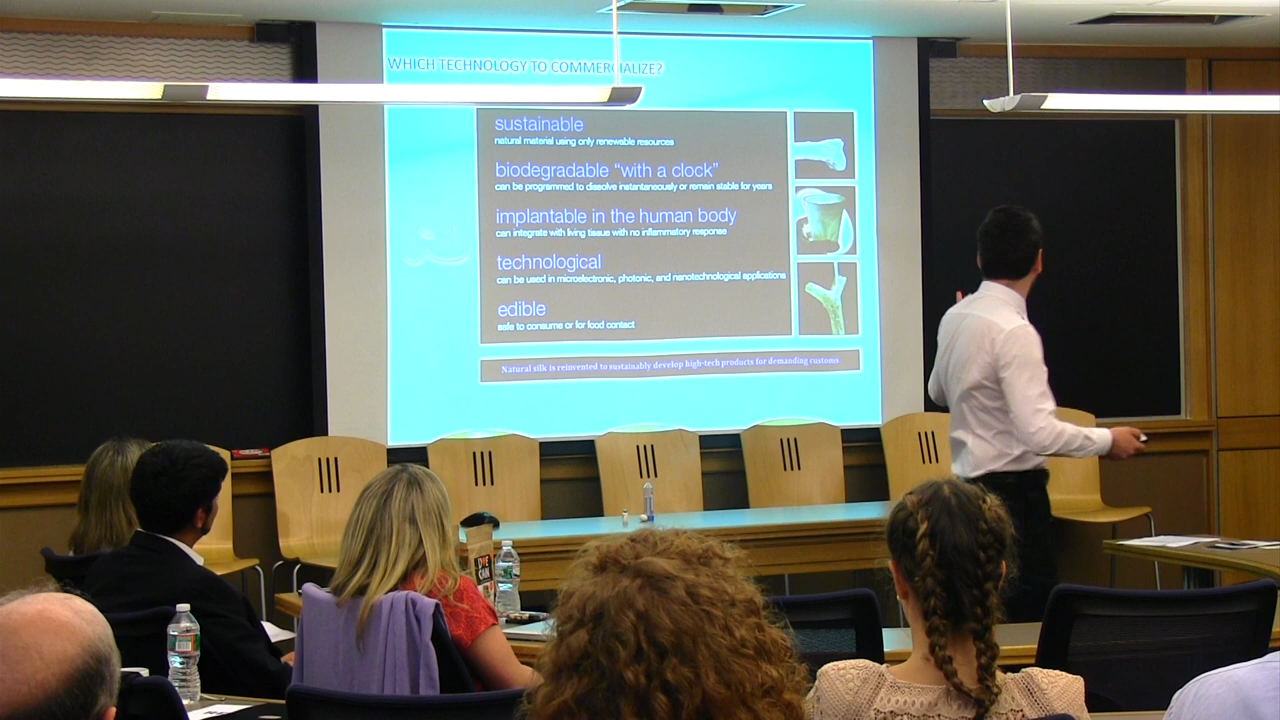 WHICH TECHNOLOGY TO COMMERCIALIZE?
sustainable
natural material using only renewable resources
biodegradable “with a clock”
can be programmed to dissolve instantaneously or remain stable for years
implantable in the human body
can integrate with living tissue with no inflammatory response
technological
can be used in microelectronic, photonic, and nanotechnological applications
edible
safe to consume or for food contact
Natural silk is reinvented to sustainably develop high-tech products for demanding customs
CAN